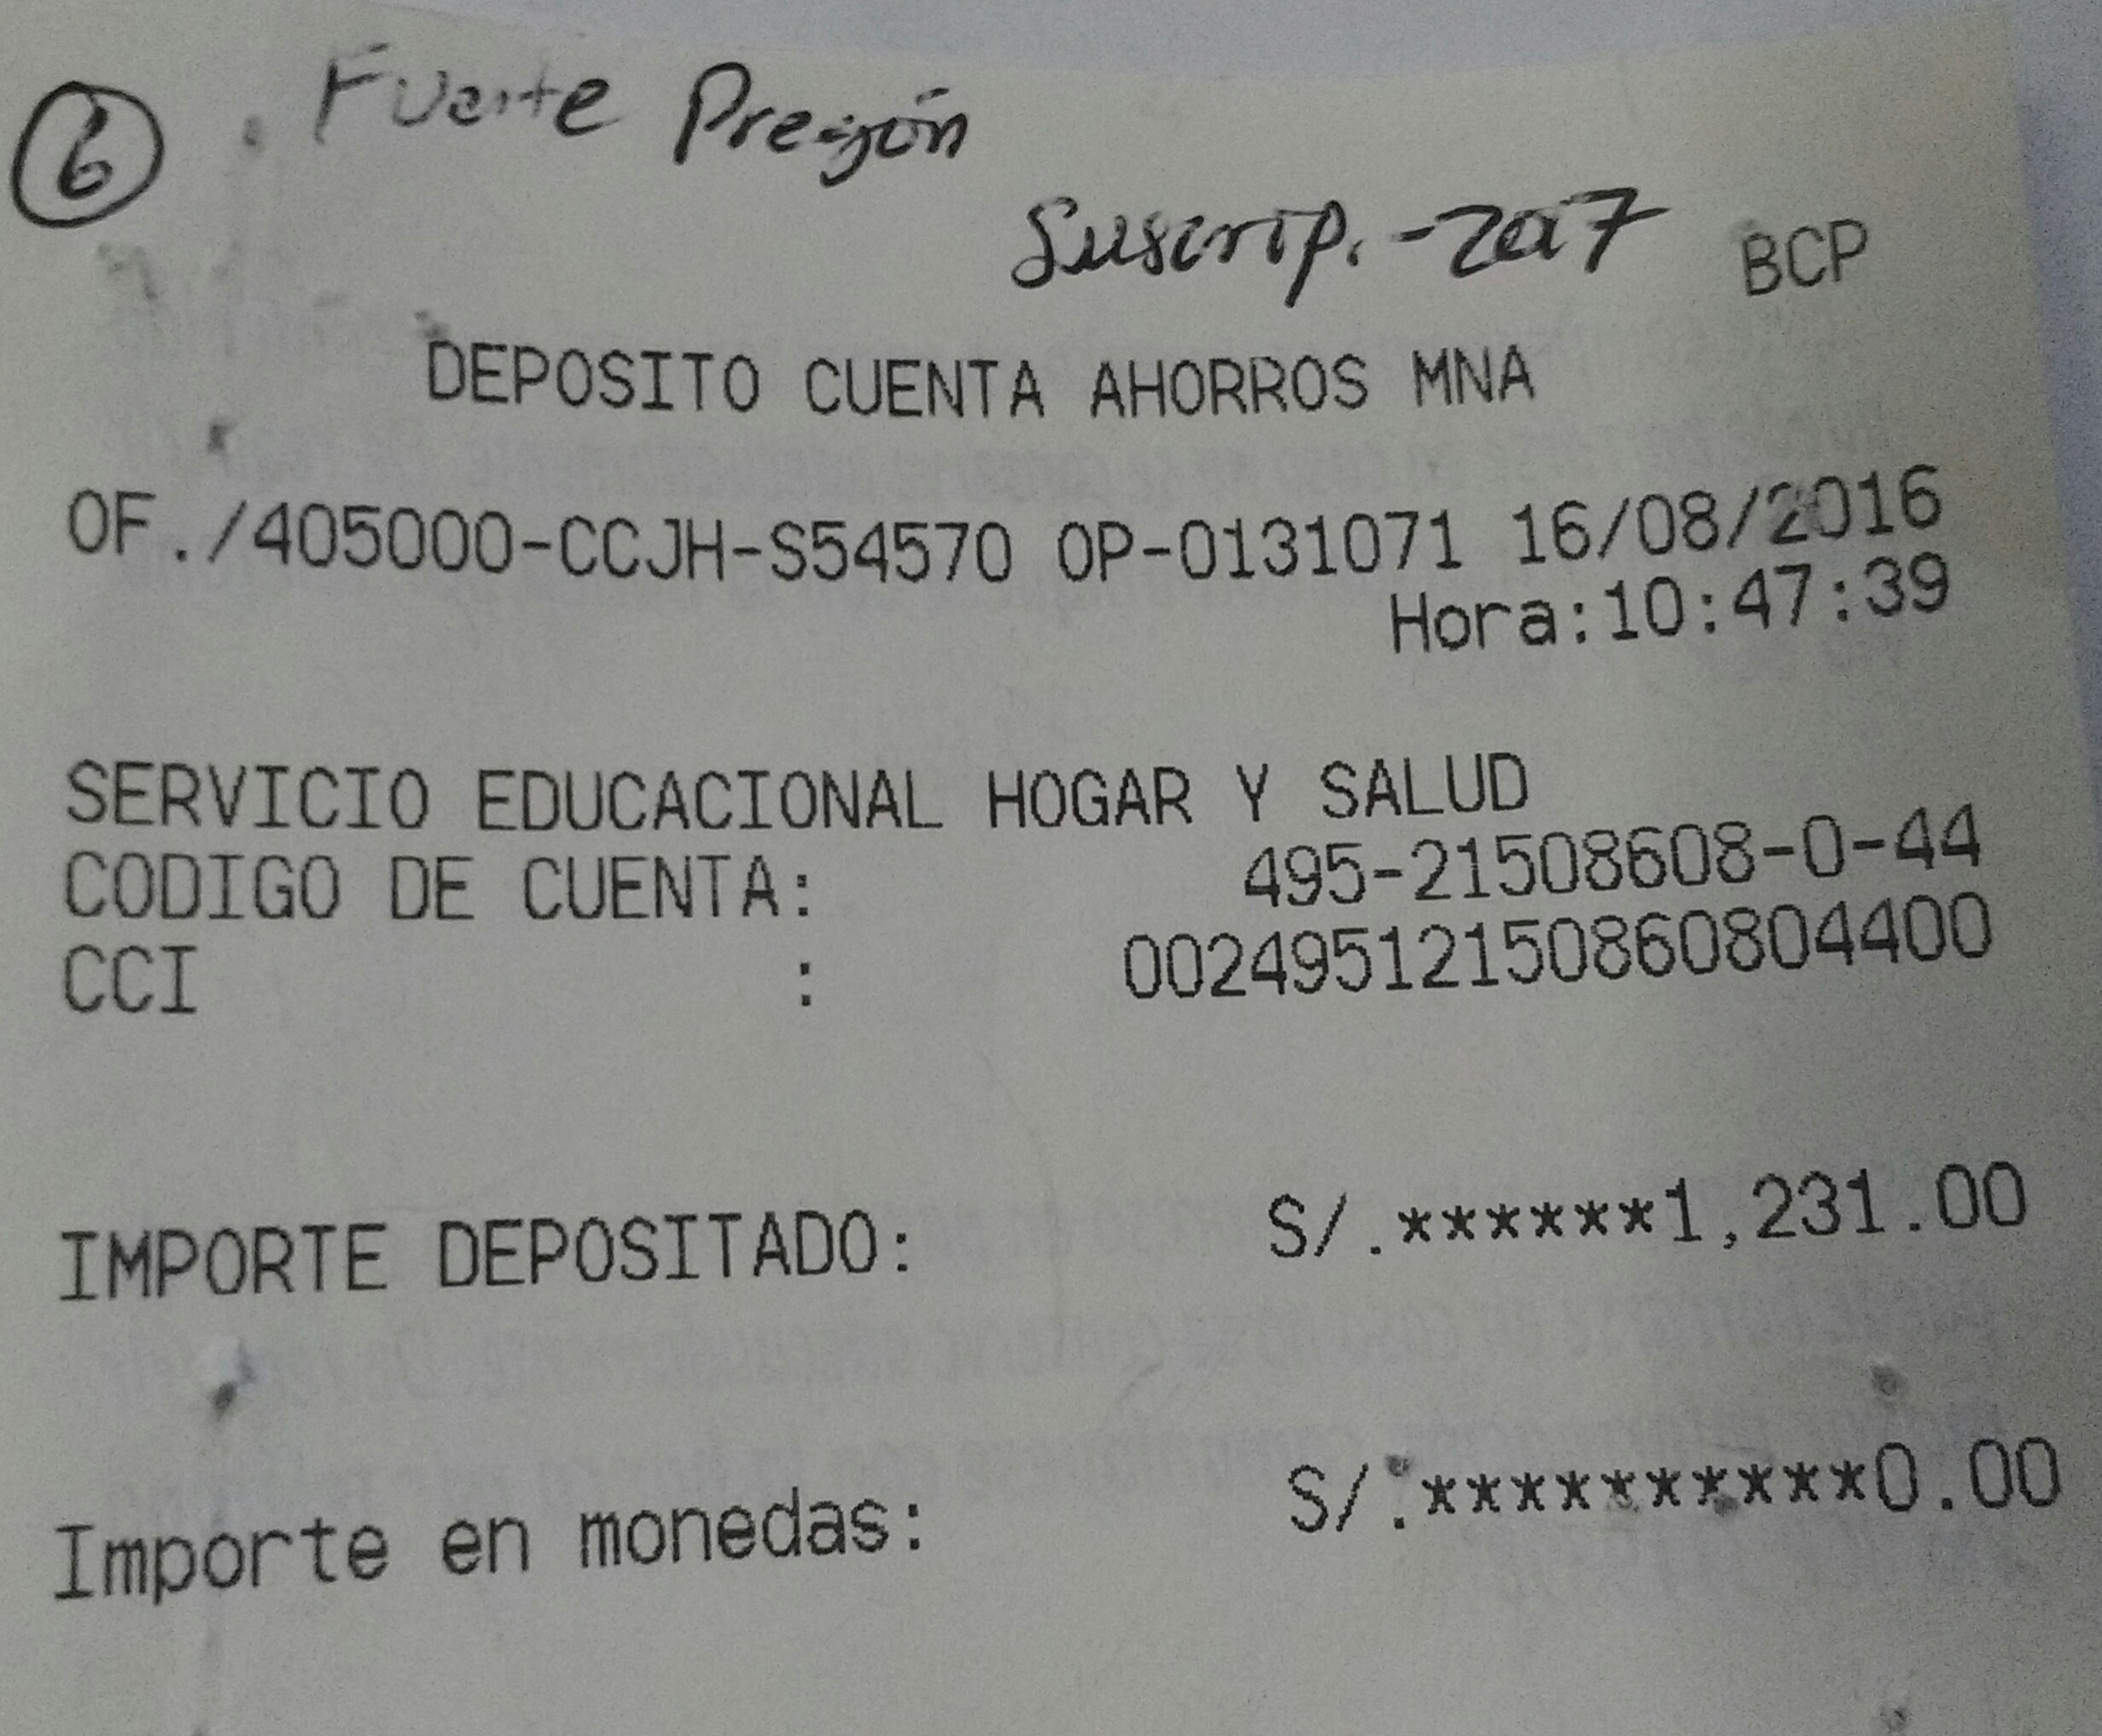 6 . Fuerte Pregón
Suscrip. - 2017
BCP
DEPOSITO CUENTA AHORROS MNA
OF./405000-CCJH-S54570 OP-0131071 16/08/2016
Hora:10:47:39
SERVICIO EDUCACIONAL HOGAR Y SALUD
CODIGO DE CUENTA: 495-21508608-0-44
CCI : 00249512150860804400
IMPORTE DEPOSITADO: S/.******1,231.00
Importe en monedas: S/.**********0.00